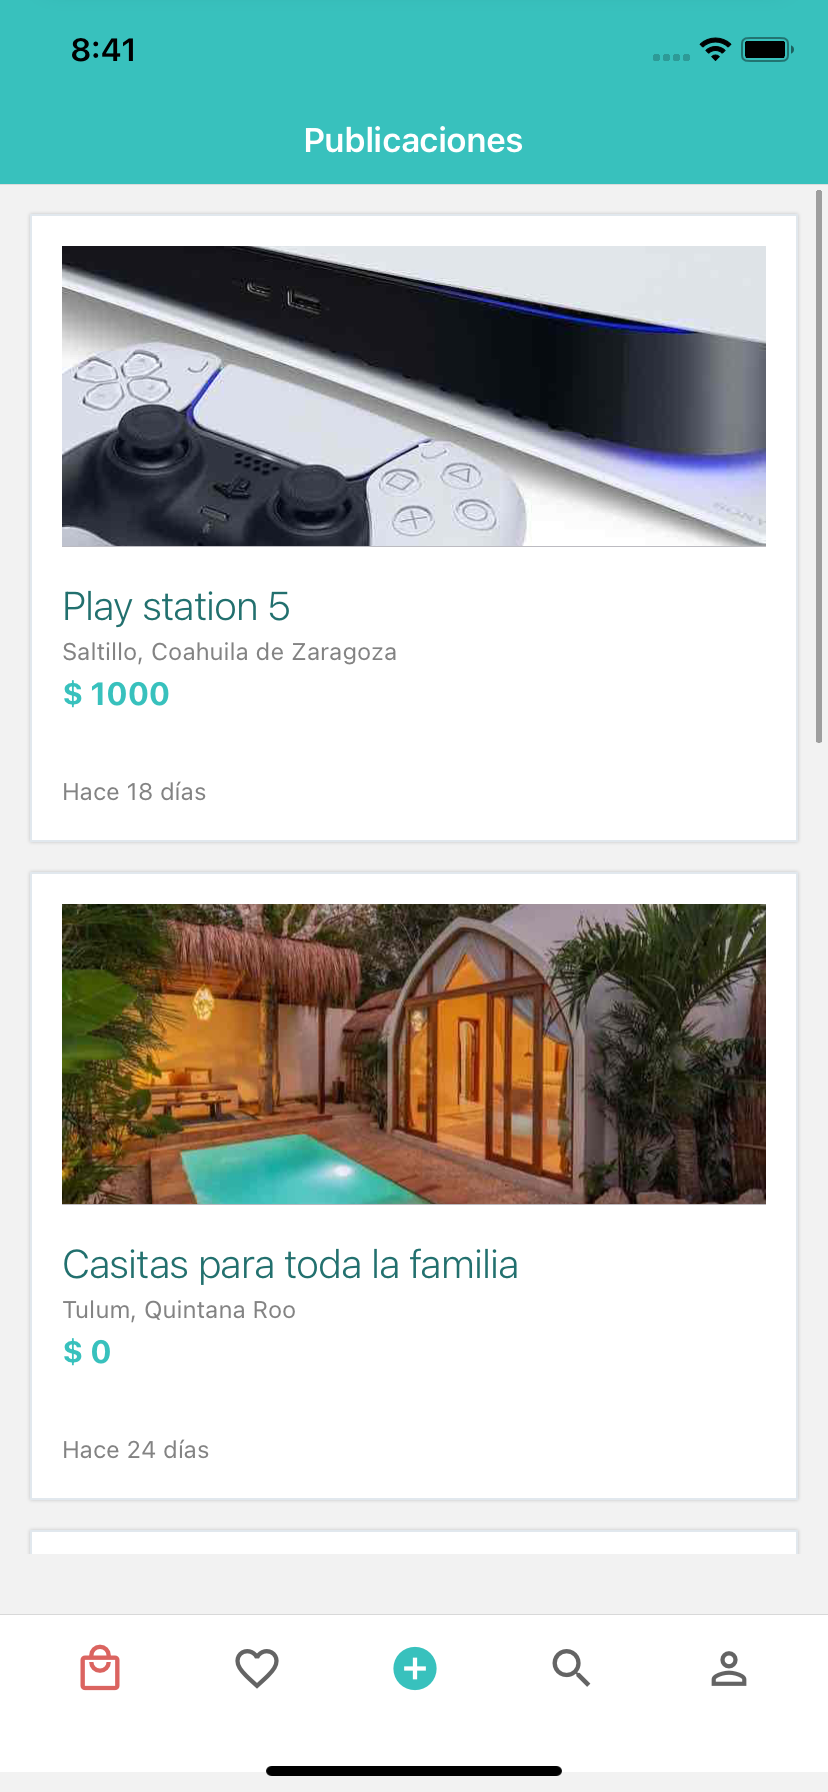 8:41
Publicaciones
SONY
Play station 5
Saltillo, Coahuila de Zaragoza
$ 1000
Hace 18 días
Casitas para toda la familia
Tulum, Quintana Roo
$ 0
Hace 24 días